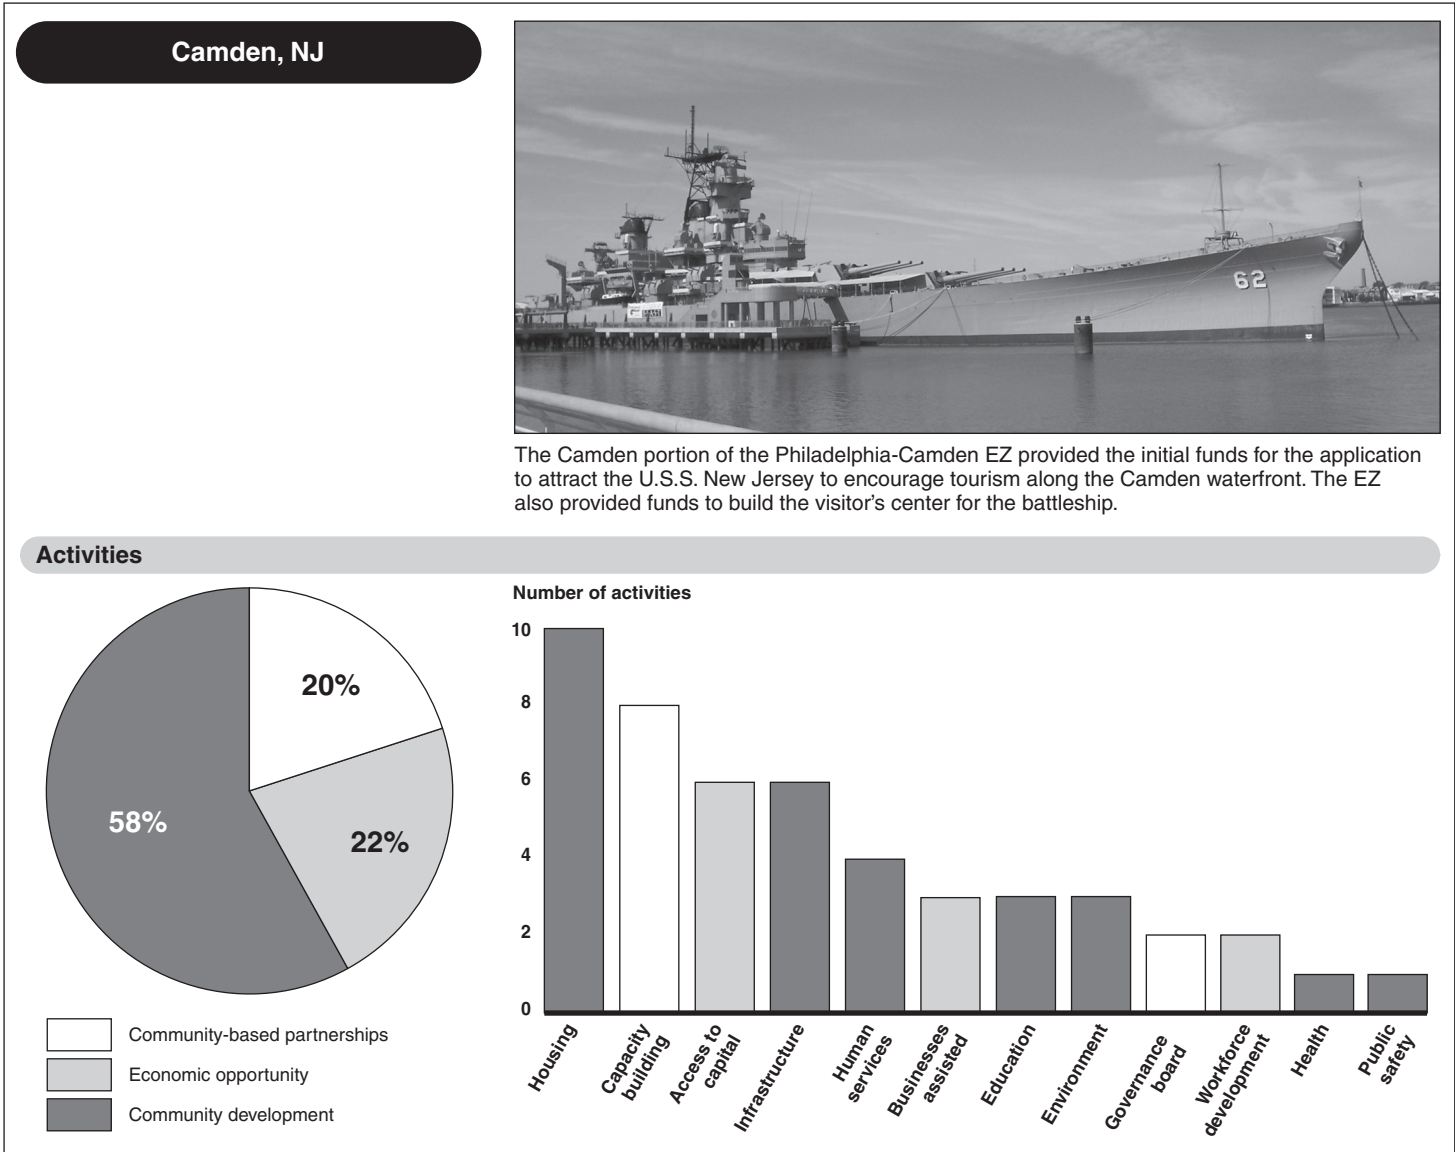 Camden, NJ
62
The Camden portion of the Philadelphia-Camden EZ provided the initial funds for the application
to attract the U.S.S. New Jersey to encourage tourism along the Camden waterfront. The EZ
also provided funds to build the visitor's center for the battleship.
Activities
20%
22%
58%
Community-based partnerships
Economic opportunity
Community development
Number of activities
10
8
6
4
2
0
Housing
Capacity
building
Access to
capital
Infrastructure
Human
services
Businesses
assisted
Education
Environment
Governance
board
Workforce
development
Health
Public
safety